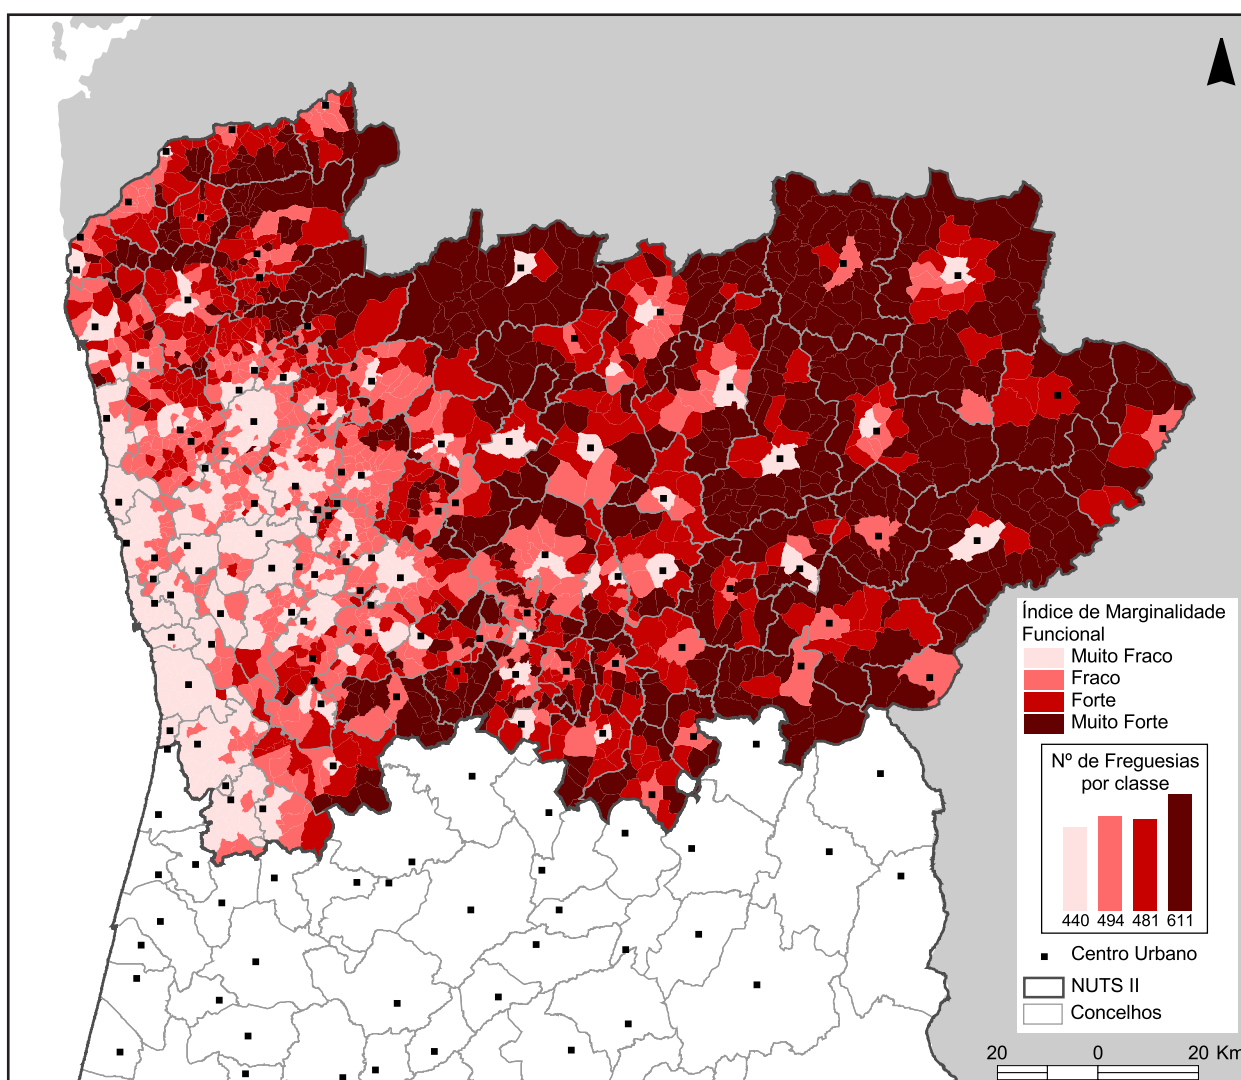 Índice de Marginalidade
Funcional
Muito Fraco
Fraco
Forte
Muito Forte
Nº de Freguesias
por classe
440 494 481 611
Centro Urbano
NUTS II
Concelhos
20 0 20 Km